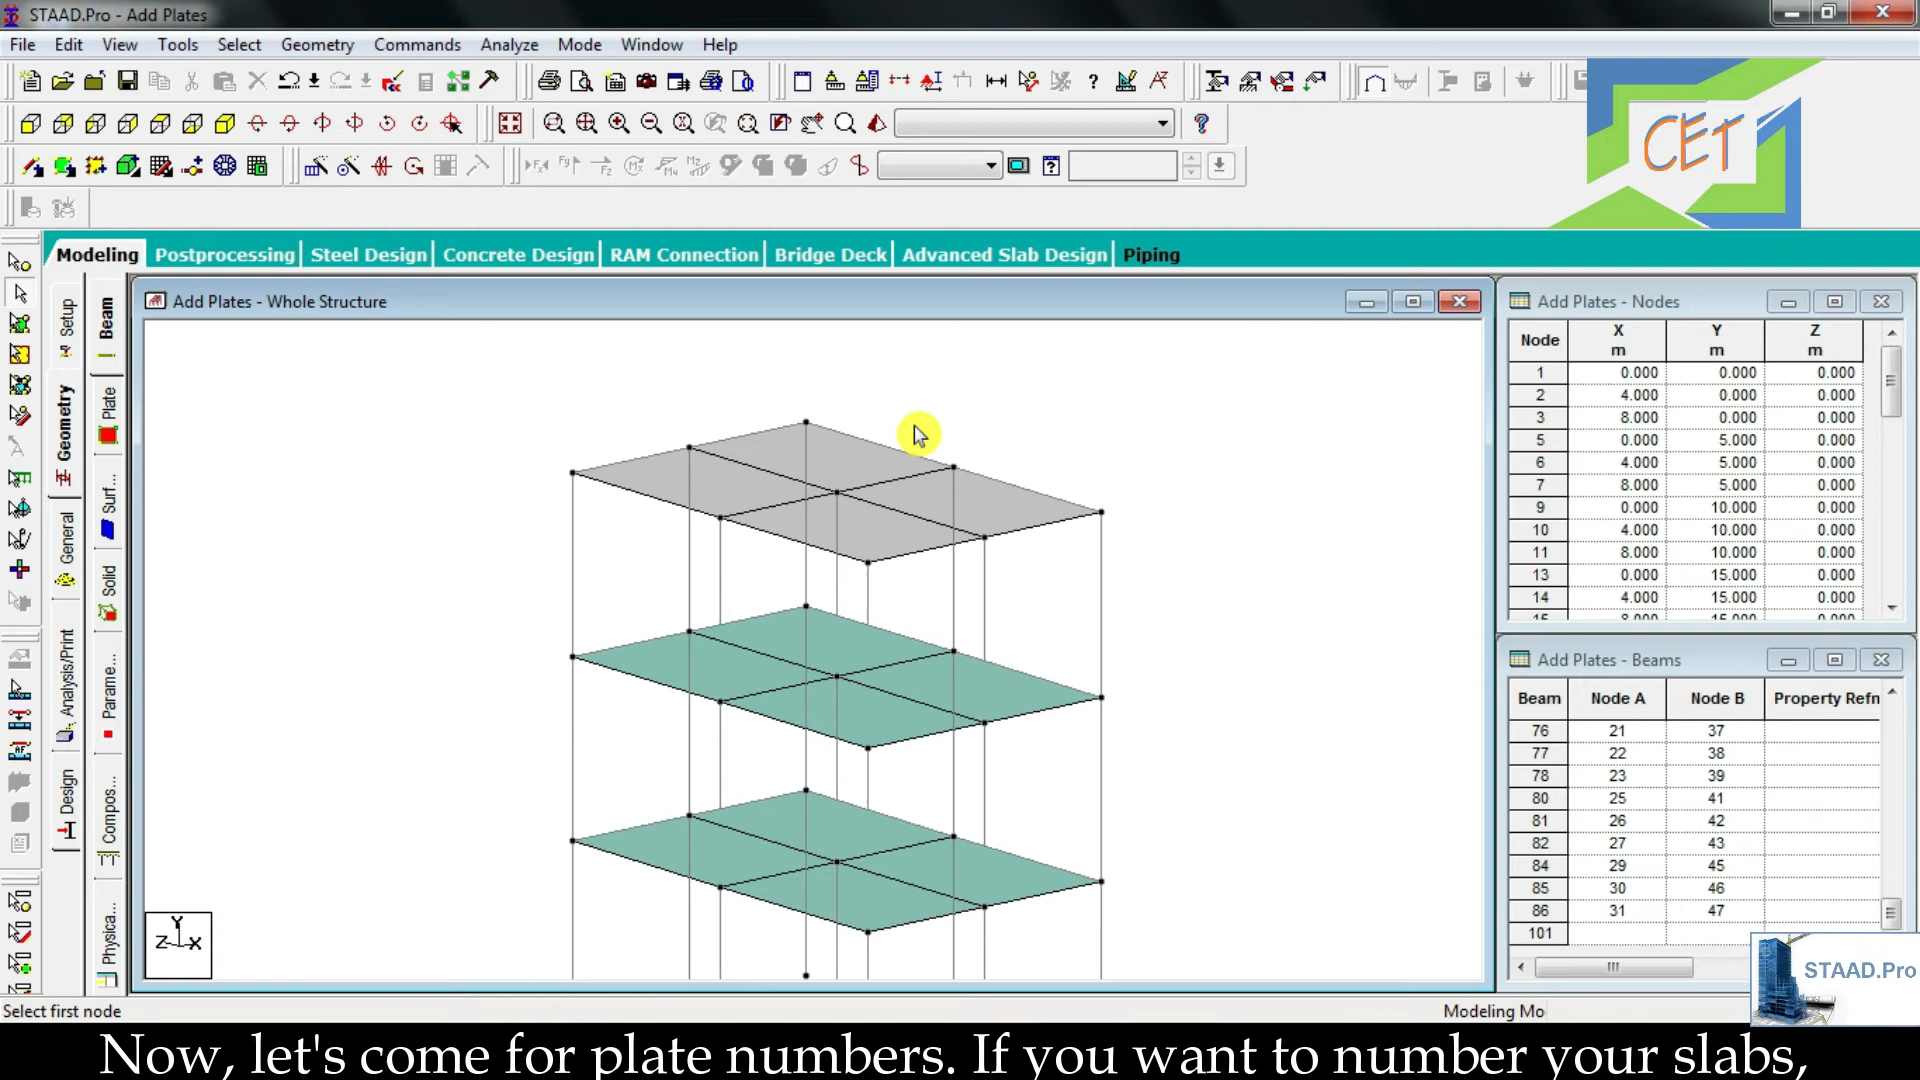 STAAD.Pro - Add Plates
File Edit View Tools Select Geometry Commands Analyze Mode Window Help
CET
Modeling Postprocessing Steel Design Concrete Design RAM Connection Bridge Deck Advanced Slab Design Piping
Setup
Geometry
General
Analysis/Print
Design
Beam
Plate
Surf...
Solid
Parame...
Compos...
Physica...
Add Plates - Whole Structure
Y
Z X
Add Plates - Nodes
Node X m Y m Z m
1 0.000 0.000 0.000
2 4.000 0.000 0.000
3 8.000 0.000 0.000
5 0.000 5.000 0.000
6 4.000 5.000 0.000
7 8.000 5.000 0.000
9 0.000 10.000 0.000
10 4.000 10.000 0.000
11 8.000 10.000 0.000
13 0.000 15.000 0.000
14 4.000 15.000 0.000
15 8.000 15.000 0.000
Add Plates - Beams
Beam Node A Node B Property Refn
76 21 37
77 22 38
78 23 39
80 25 41
81 26 42
82 27 43
84 29 45
85 30 46
86 31 47
101
STAAD.Pro
Select first node
Modeling Mo
Now, let's come for plate numbers. If you want to number your slabs,